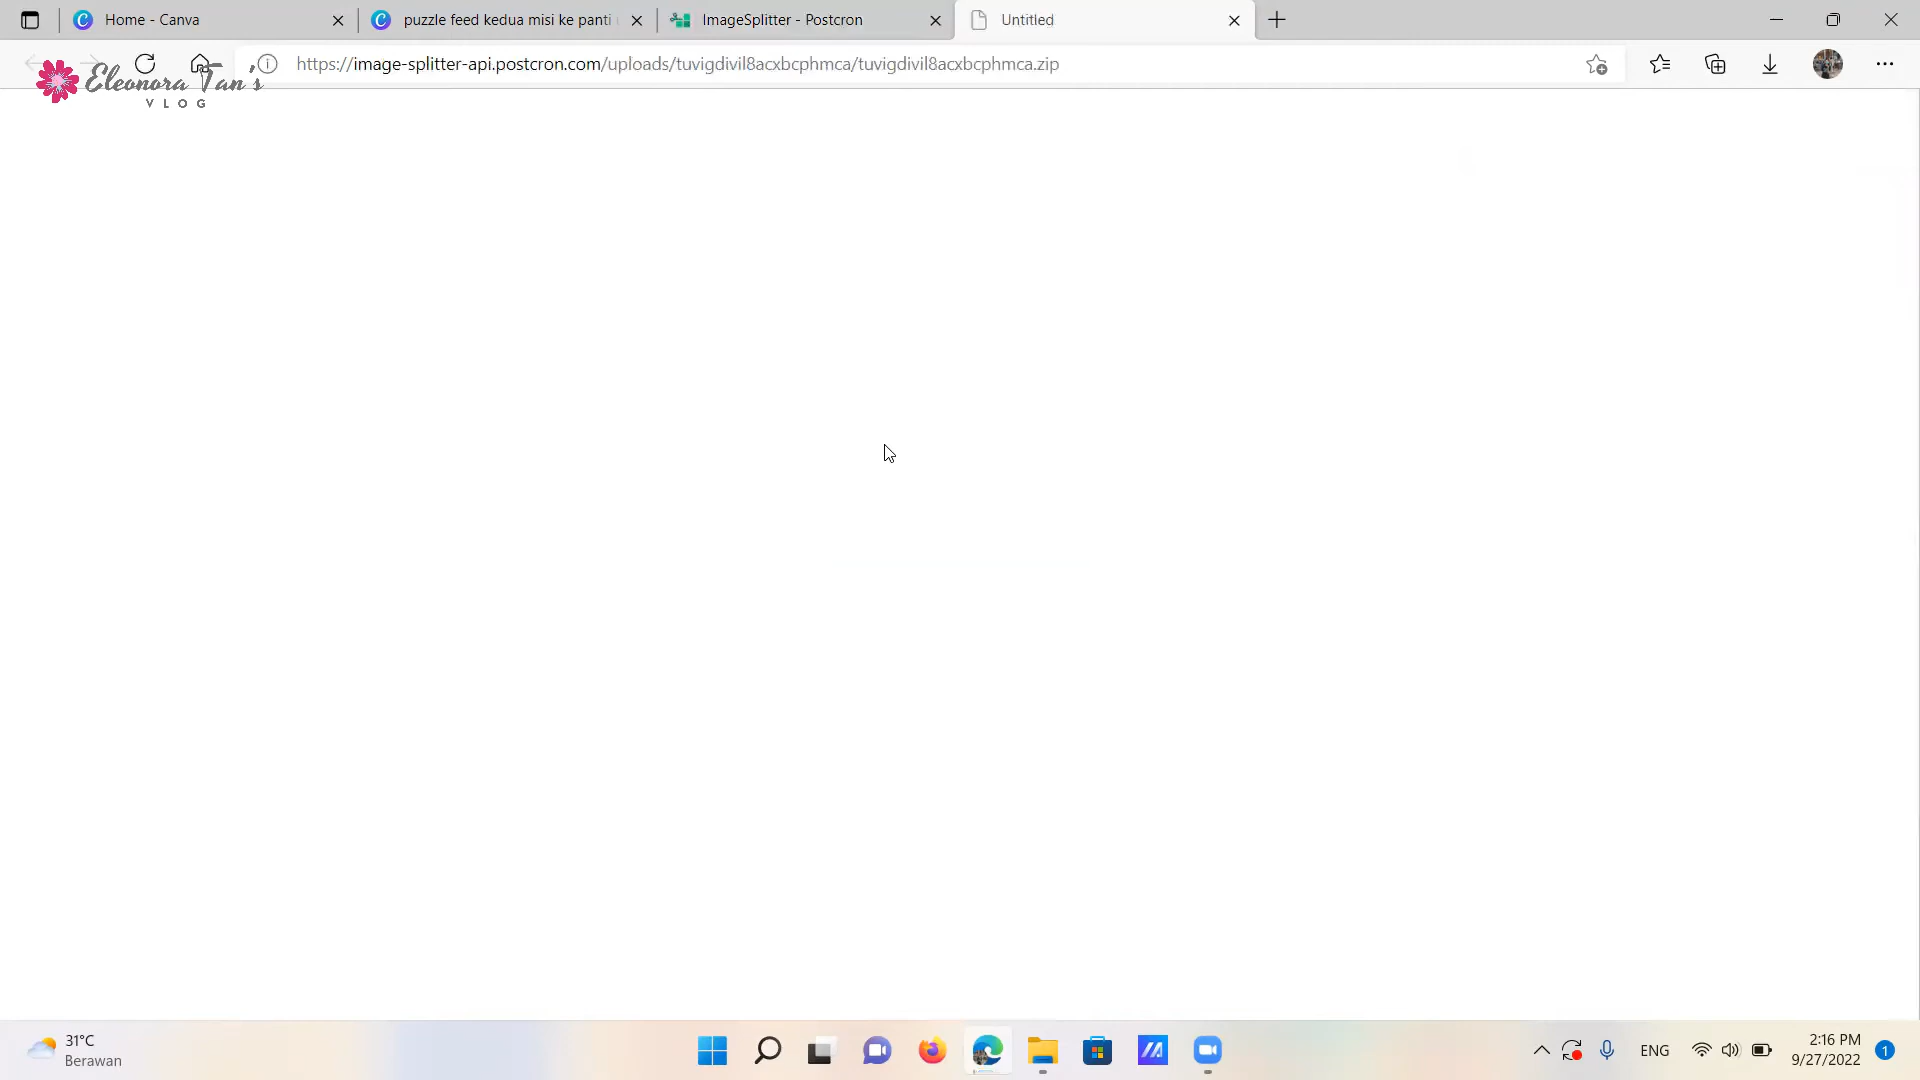 Home - Canva
puzzle feed kedua misi ke panti
ImageSplitter - Postcron
Untitled
https://image-splitter-api.postcron.com/uploads/tuvigdivil8acxbcphmca/tuvigdivil8acxbcphmca.zip
Eleonora Tan's
VLOG
31°C
Berawan
ENG
2:16 PM
9/27/2022
1